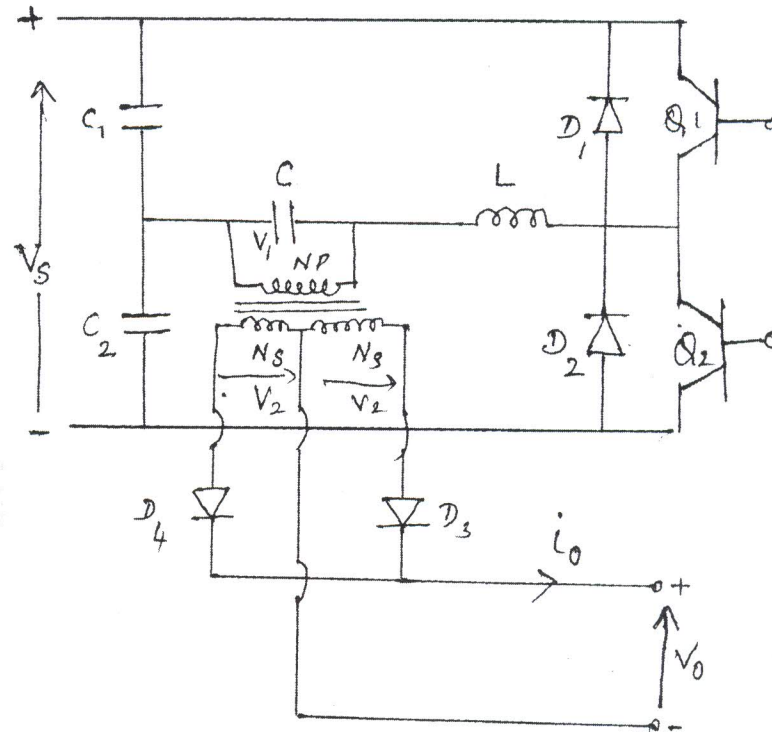 +
C₁
D₁
Q1
C
L
V₁
NP
Vs
C₂
Ns
Ns
V₂
V₂
D₂
Q2
-
D₄
D₃
i₀
+
V₀
-